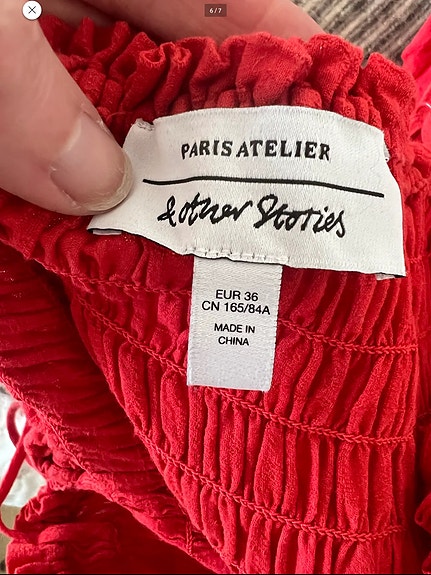 6/7
PARIS ATELIER
& other Stories
EUR 36
CN 165/84A
MADE IN
CHINA